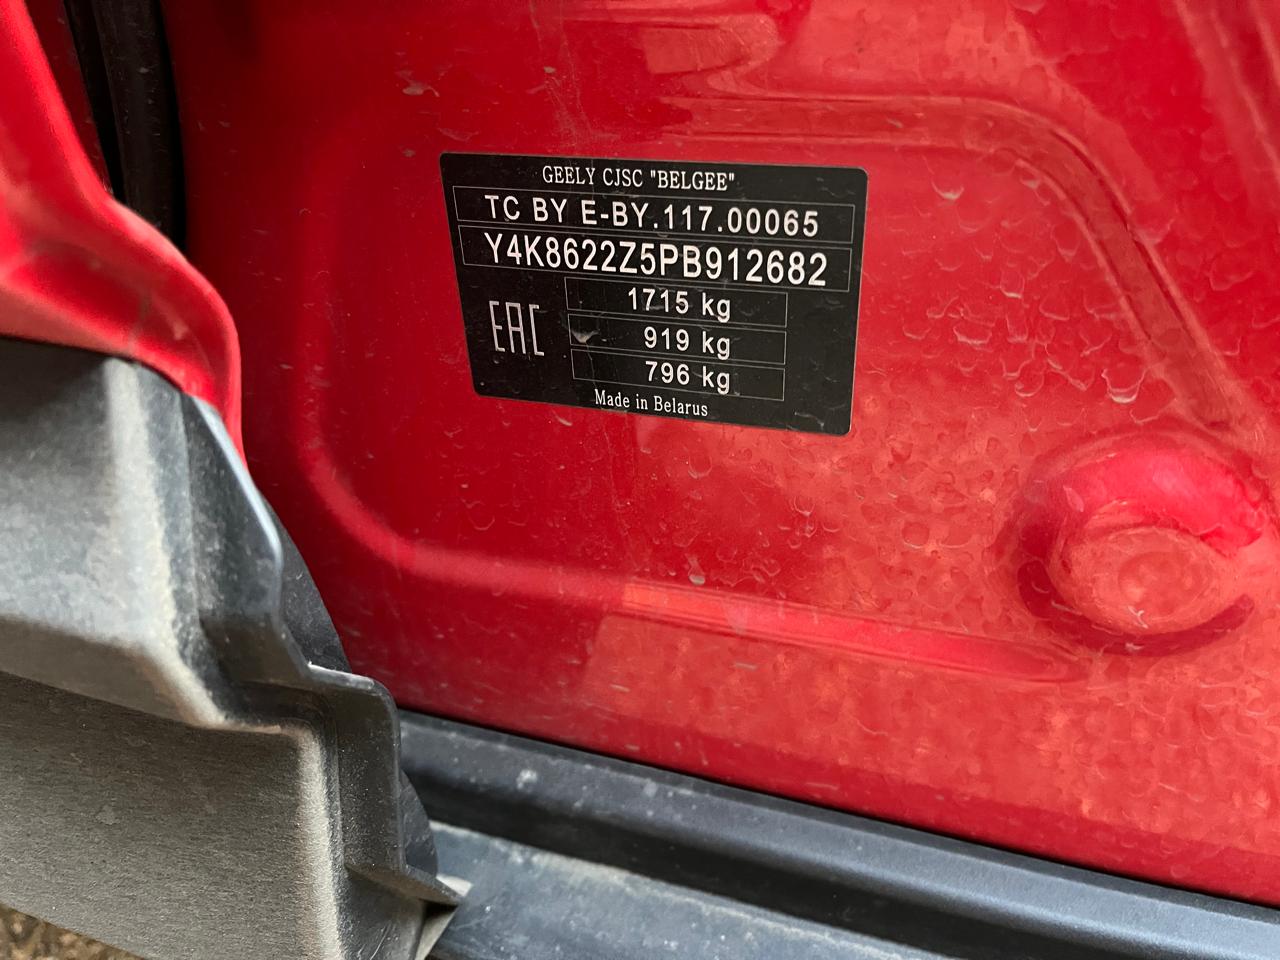 GEELY CJSC "BELGEE"
TC BY E-BY.117.00065
Y4K8622Z5PB912682
1715 kg
EAC
919 kg
796 kg
Made in Belarus